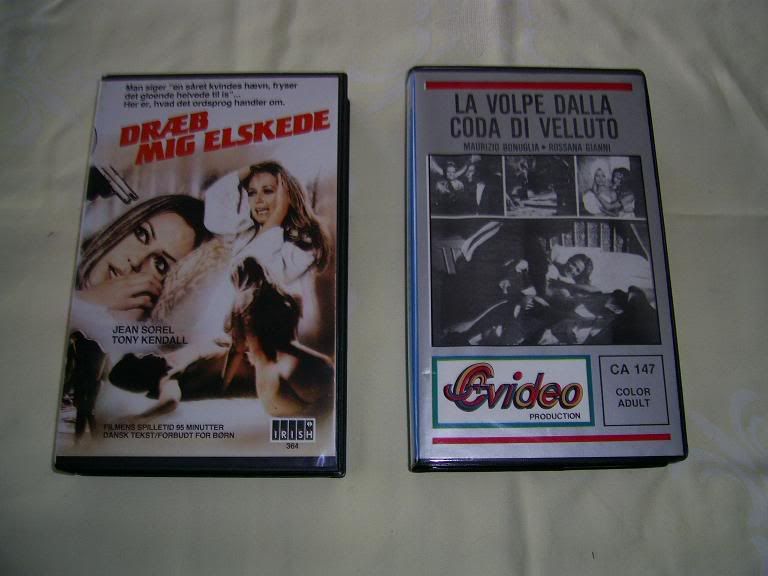 Man siger "en såret kvindes hævn, fryser
det gloende helvede til is"...
Her er, hvad det ordsprog handler om.
DRÆB
MIG ELSKEDE
JEAN SOREL
TONY KENDALL
FILMENS SPILLETID 95 MINUTTER
DANSK TEKST/FORBUDT FOR BØRN
IRISH
364
LA VOLPE DALLA
CODA DI VELLUTO
MAURIZIO BONUGLIA • ROSSANA GIANNI
video
PRODUCTION
CA 147
COLOR
ADULT